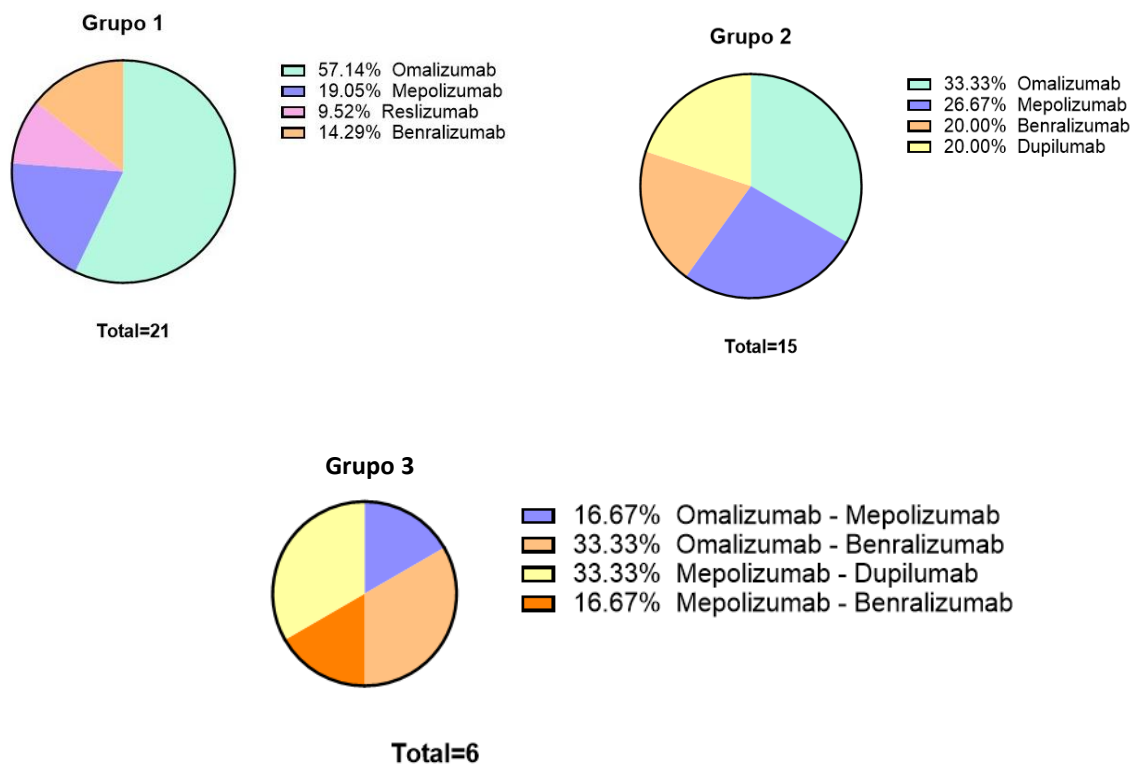 Grupo 1
57.14% Omalizumab
19.05% Mepolizumab
9.52% Reslizumab
14.29% Benralizumab
Total=21
Grupo 2
33.33% Omalizumab
26.67% Mepolizumab
20.00% Benralizumab
20.00% Dupilumab
Total=15
Grupo 3
16.67% Omalizumab - Mepolizumab
33.33% Omalizumab - Benralizumab
33.33% Mepolizumab - Dupilumab
16.67% Mepolizumab - Benralizumab
Total=6